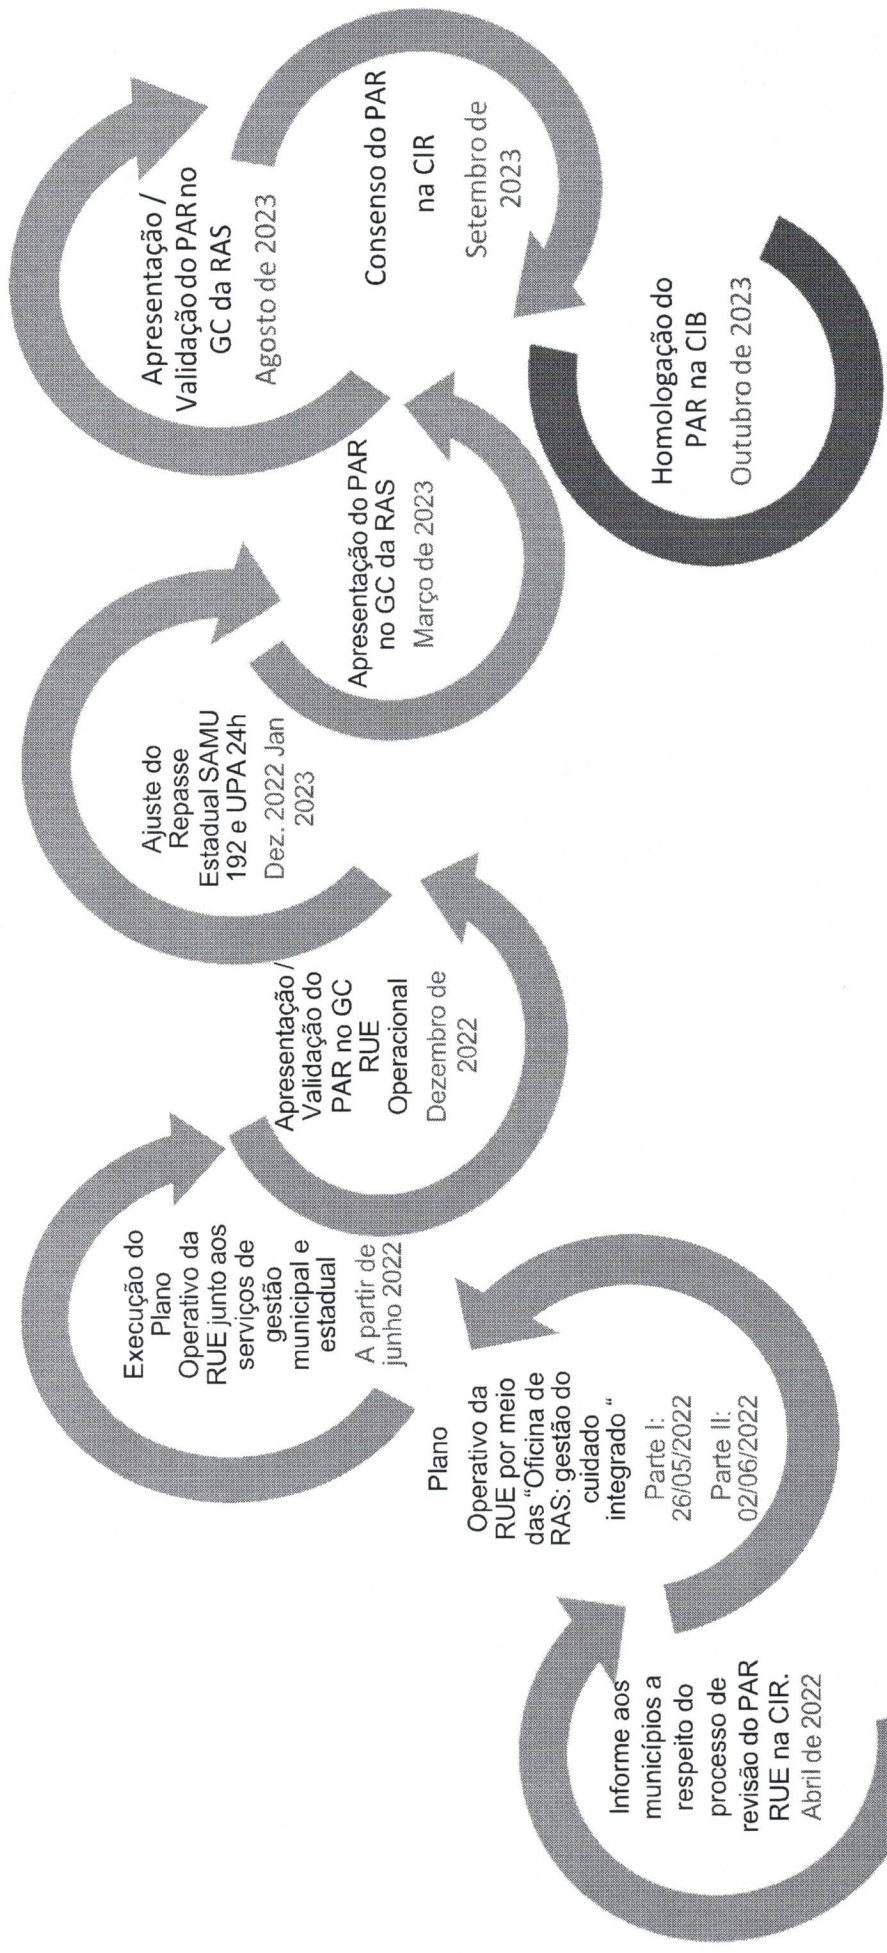 Informe aos
municípios a
respeito do
processo de
revisão do PAR
RUE na CIR.
Abril de 2022
Plano
Operativo da
RUE por meio
das “Oficina de
RAS: gestão do
cuidado
integrado “
Parte I:
26/05/2022
Parte II:
02/06/2022
Execução do
Plano
Operativo da
RUE junto aos
serviços de
gestão
municipal e
estadual
A partir de
junho 2022
Apresentação /
Validação do
PAR no GC
RUE
Operacional
Dezembro de
2022
Ajuste do
Repasse
Estadual SAMU
192 e UPA 24h
Dez. 2022 Jan
2023
Apresentação do PAR
no GC da RAS
Março de 2023
Apresentação /
Validação do PAR no
GC da RAS
Agosto de 2023
Consenso do PAR
na CIR
Setembro de
2023
Homologação do
PAR na CIB
Outubro de 2023